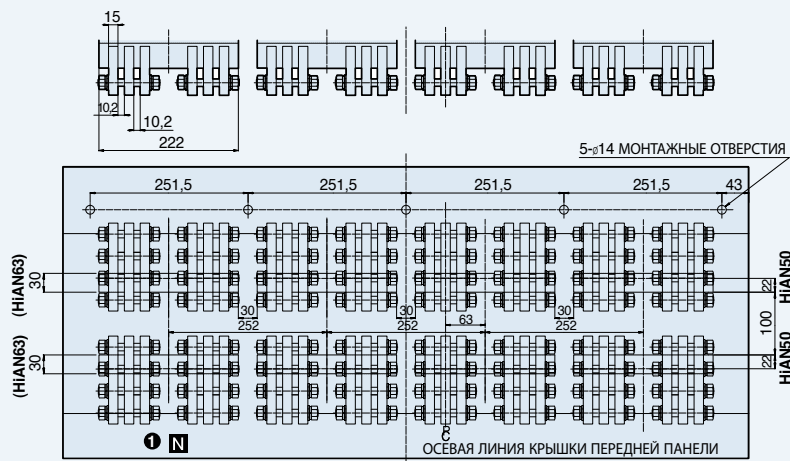 15
10,2
10,2
222
5-ø14 МОНТАЖНЫЕ ОТВЕРСТИЯ
251,5 251,5 251,5 251,5 43
(HiAN63) 30 22 HiAN50
30 30 30
252 252 63 252
100
(HiAN63) 30 22 HiAN50
1 N
ОСЕВАЯ ЛИНИЯ КРЫШКИ ПЕРЕДНЕЙ ПАНЕЛИ